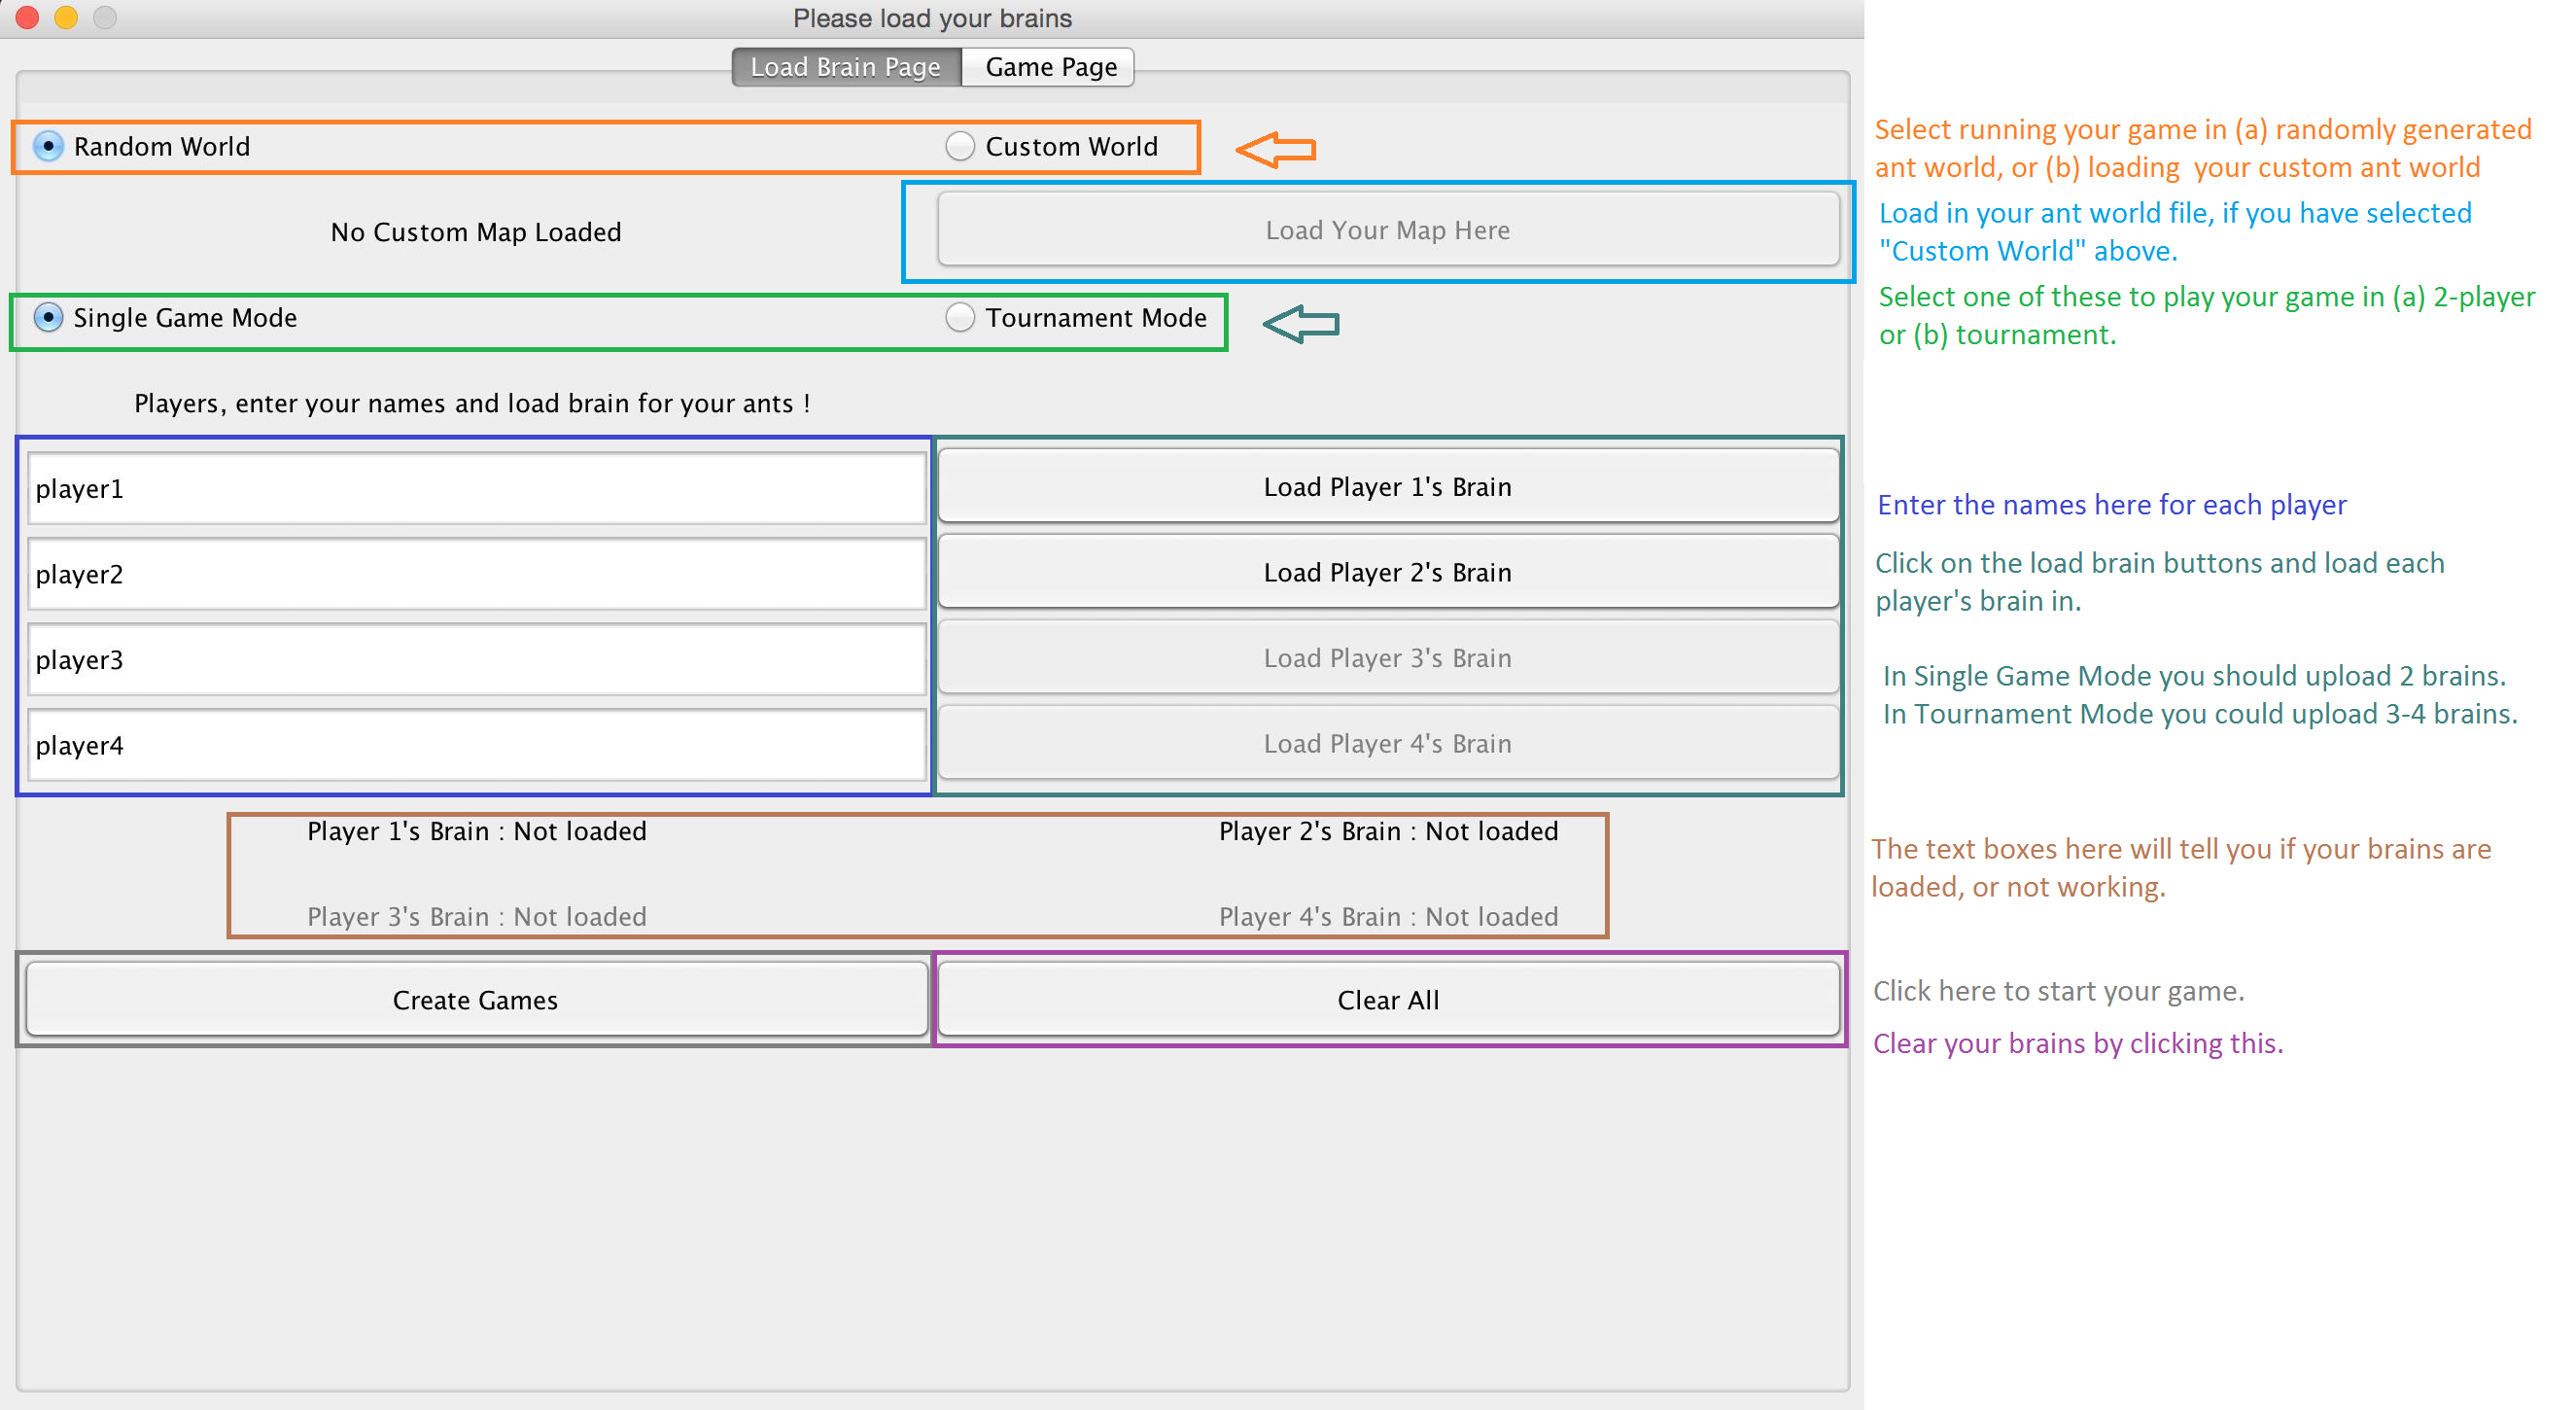 Please load your brains
Load Brain Page Game Page
Random World Custom World
Select running your game in (a) randomly generated
ant world, or (b) loading  your custom ant world
No Custom Map Loaded Load Your Map Here
Load in your ant world file, if you have selected
"Custom World" above.
Single Game Mode Tournament Mode
Select one of these to play your game in (a) 2-player
or (b) tournament.
Players, enter your names and load brain for your ants !
player1 Load Player 1's Brain
Enter the names here for each player
player2 Load Player 2's Brain
Click on the load brain buttons and load each
player's brain in.
player3 Load Player 3's Brain
In Single Game Mode you should upload 2 brains.
In Tournament Mode you could upload 3-4 brains.
player4 Load Player 4's Brain
Player 1's Brain : Not loaded Player 2's Brain : Not loaded
The text boxes here will tell you if your brains are
loaded, or not working.
Player 3's Brain : Not loaded Player 4's Brain : Not loaded
Create Games Clear All
Click here to start your game.
Clear your brains by clicking this.